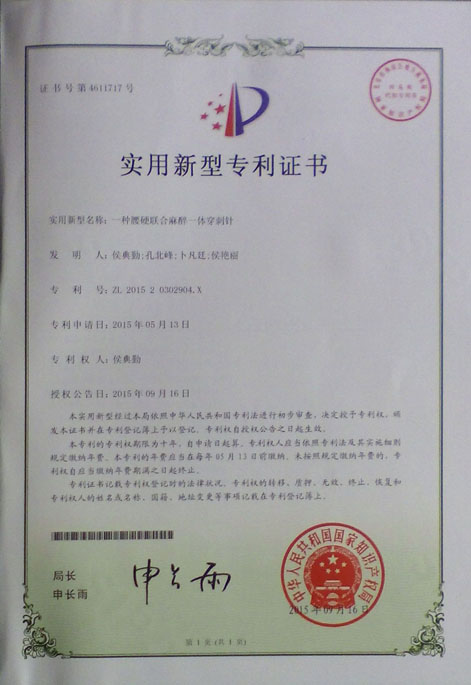 证书号第4611717号
实用新型专利证书
实用新型名称：一种腰硬联合麻醉一体穿刺针
发　明　人：侯典勤;孔北峰;卜凡廷;侯艳丽
专　利　号：ZL 2015 2 0302904.X
专利申请日：2015年05月13日
专 利 权 人：侯典勤
授权公告日：2015年09月16日
本实用新型经过本局依照中华人民共和国专利法进行初步审查，决定授予专利权，颁
发本证书并在专利登记簿上予以登记。专利权自授权公告之日起生效。
本专利的专利权期限为十年，自申请日起算。专利权人应当依照专利法及其实施细则
规定缴纳年费。本专利的年费应当在每年05月13日前缴纳。未按照规定缴纳年费的，专
利权自应当缴纳年费期满之日起终止。
专利证书记载专利权登记时的法律状况。专利权的转移、质押、无效、终止、恢复和
专利权人的姓名或名称、国籍、地址变更等事项记载在专利登记簿上。
局长
申长雨
申长雨
中华人民共和国国家知识产权局
2015年09月16日
第1页(共1页)